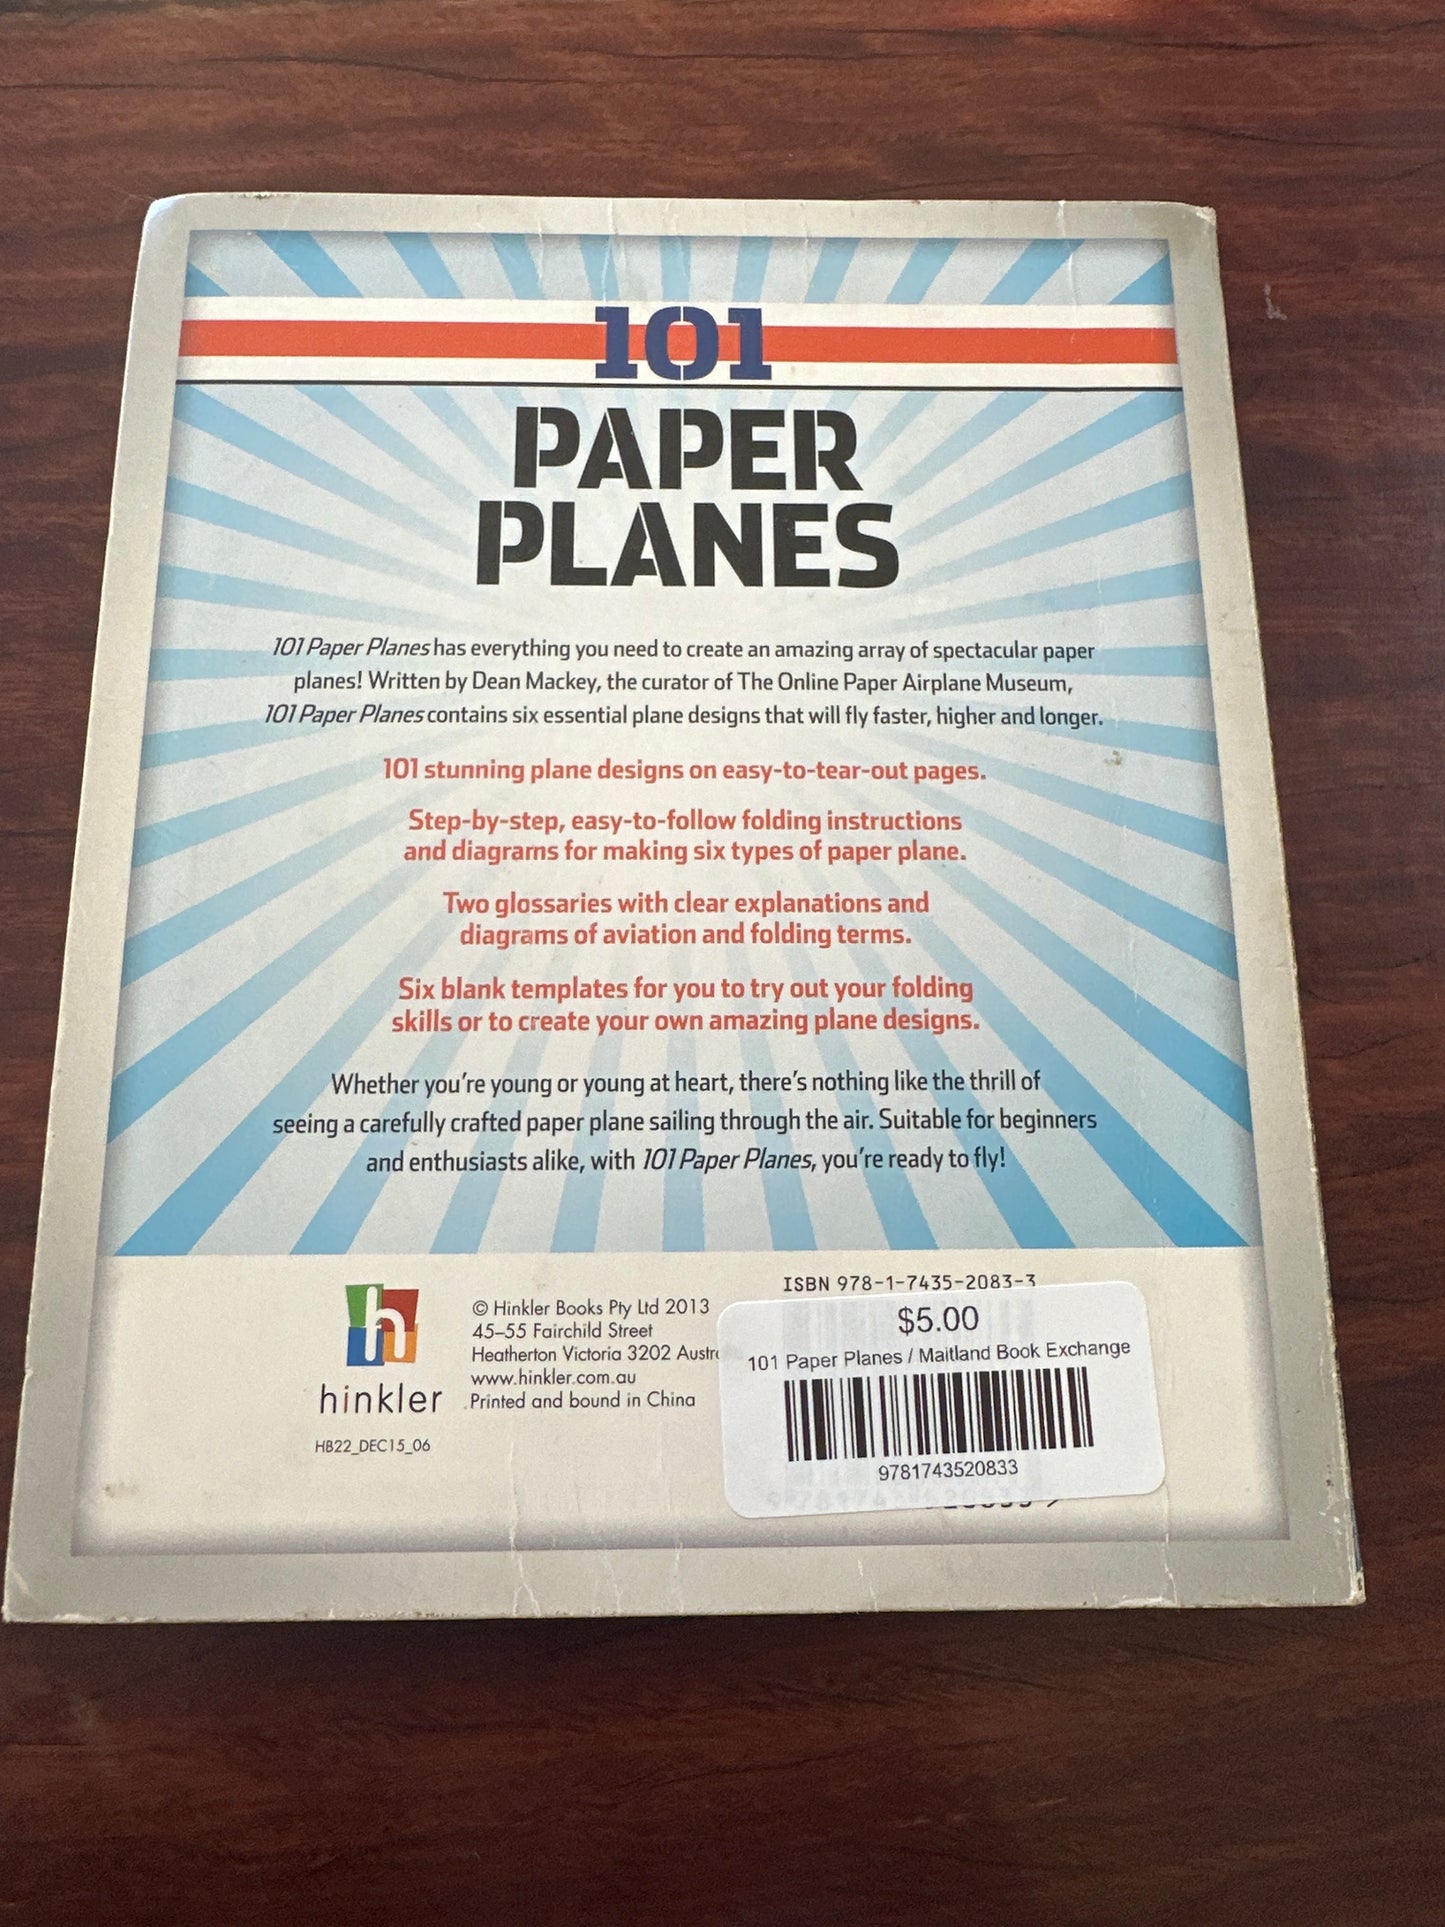 101
PAPER
PLANES
101 Paper Planes has everything you need to create an amazing array of spectacular paper
planes! Written by Dean Mackey, the curator of The Online Paper Airplane Museum,
101 Paper Planes contains six essential plane designs that will fly faster, higher and longer.
101 stunning plane designs on easy-to-tear-out pages.
Step-by-step, easy-to-follow folding instructions
and diagrams for making six types of paper plane.
Two glossaries with clear explanations and
diagrams of aviation and folding terms.
Six blank templates for you to try out your folding
skills or to create your own amazing plane designs.
Whether you're young or young at heart, there's nothing like the thrill of
seeing a carefully crafted paper plane sailing through the air. Suitable for beginners
and enthusiasts alike, with 101 Paper Planes, you're ready to fly!
h
hinkler
HB22_DEC15_06
© Hinkler Books Pty Ltd 2013
45–55 Fairchild Street
Heatherton Victoria 3202 Austr
www.hinkler.com.au
Printed and bound in China
ISBN 978-1-7435-2083-3
$5.00
101 Paper Planes / Maitland Book Exchange
9781743520833